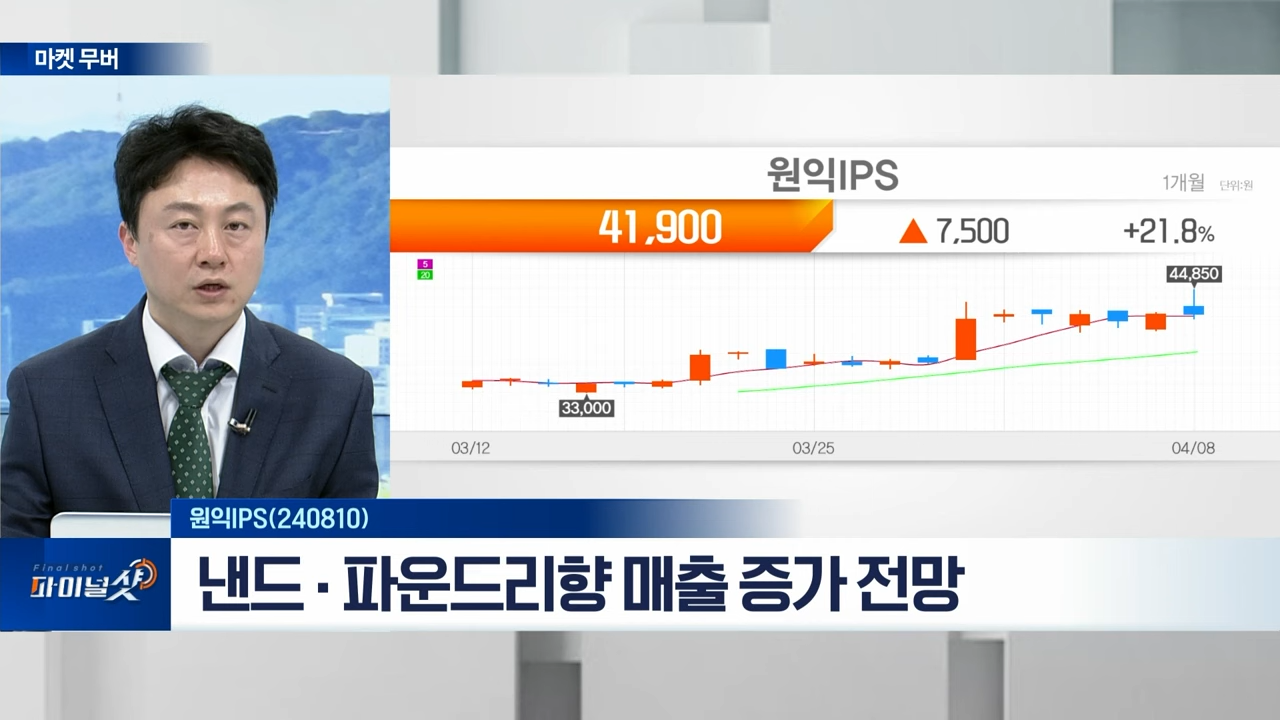 마켓 무버
원익IPS
1개월 단위:원
41,900 ▲ 7,500 +21.8%
5
20
44,850
33,000
03/12 03/25 04/08
원익IPS(240810)
Final shot
파이널샷
낸드·파운드리향 매출 증가 전망